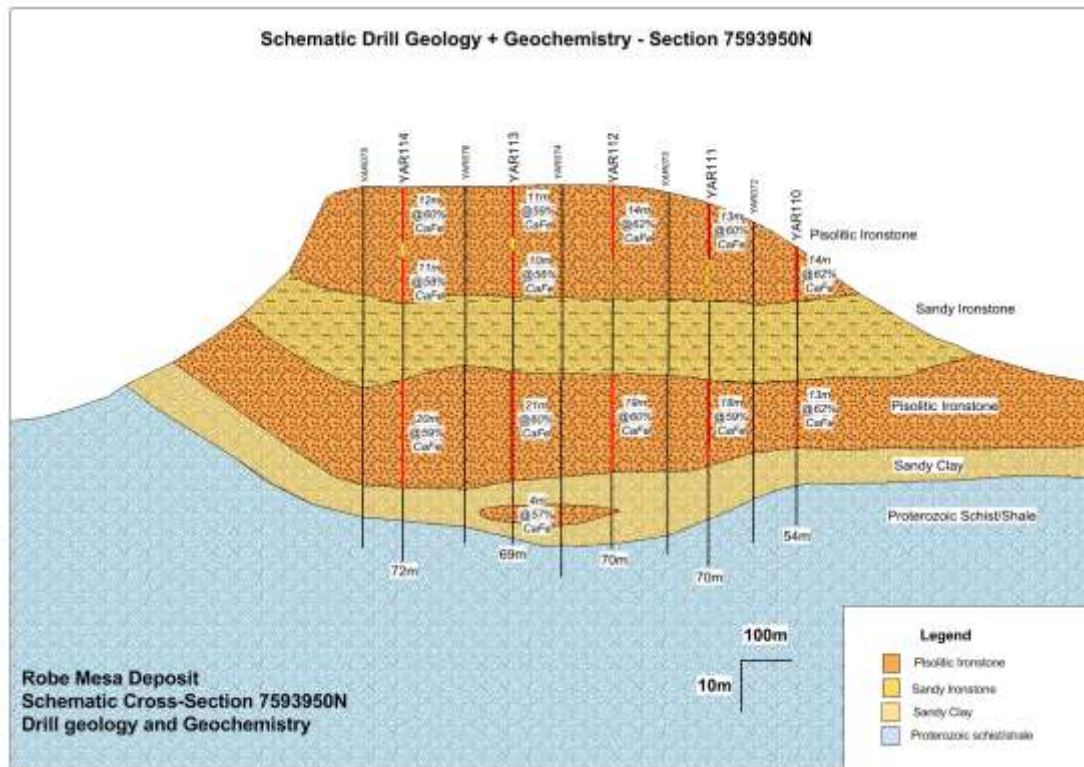 Schematic Drill Geology + Geochemistry - Section 7593950N
YAR114
YAR113
YAR074
YAR112
YAR073
YAR111
YAR072
YAR110
12m
@60%
CaFe
11m
@59%
CaFe
14m
@62%
CaFe
13m
@60%
CaFe
Pisolitic Ironstone
11m
@58%
CaFe
10m
@56%
CaFe
14m
@62%
CaFe
Sandy Ironstone
20m
@59%
CaFe
21m
@60%
CaFe
19m
@60%
CaFe
18m
@59%
CaFe
13m
@62%
CaFe
Pisolitic Ironstone
Sandy Clay
4m
@57%
CaFe
Proterozoic Schist/Shale
72m
69m
70m
70m
54m
100m
10m
Robe Mesa Deposit
Schematic Cross-Section 7593950N
Drill geology and Geochemistry
Legend
Pisolitic Ironstone
Sandy Ironstone
Sandy Clay
Proterozoic schist/shale